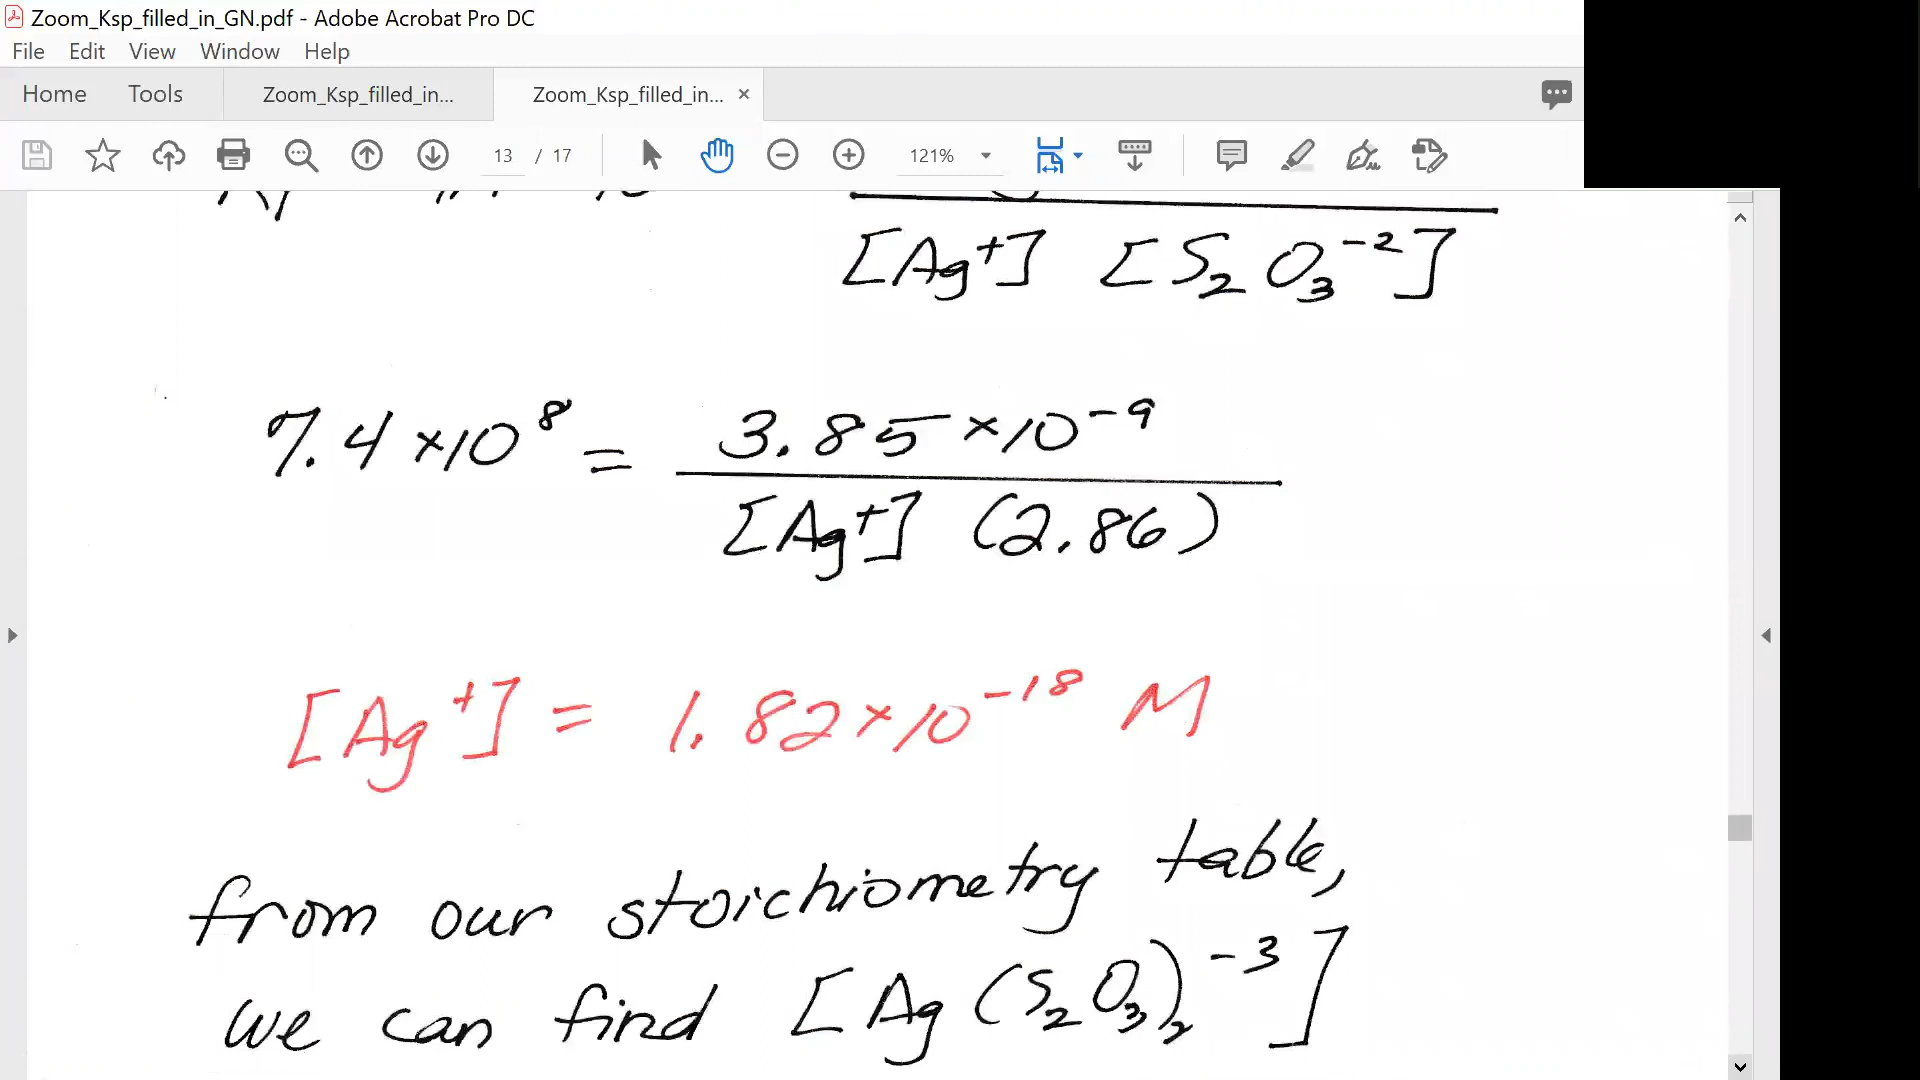 Zoom_Ksp_filled_in_GN.pdf - Adobe Acrobat Pro DC
File Edit View Window Help
Home Tools Zoom_Ksp_filled_in... Zoom_Ksp_filled_in... ×
13 / 17 121%
[Ag⁺] [S₂O₃⁻²]
7.4 ×10⁸ = 3.85 ×10⁻⁹
[Ag⁺] (2.86)
[Ag⁺] = 1.82×10⁻¹⁸ M
from our stoichiometry table,
we can find [Ag(S₂O₃)₂⁻³]